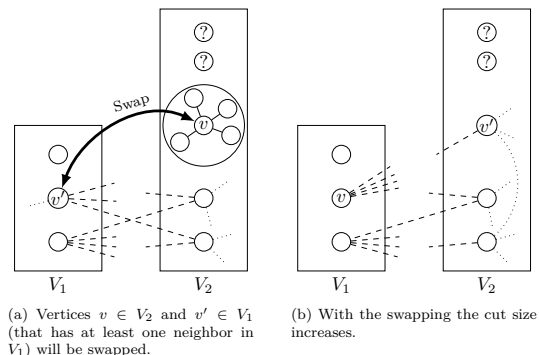 ?
?
Swap
v
v′
V1
V2
?
?
v′
v
V1
V2
(a) Vertices v ∈ V2 and v′ ∈ V1
(that has at least one neighbor in
V1) will be swapped.
(b) With the swapping the cut size
increases.